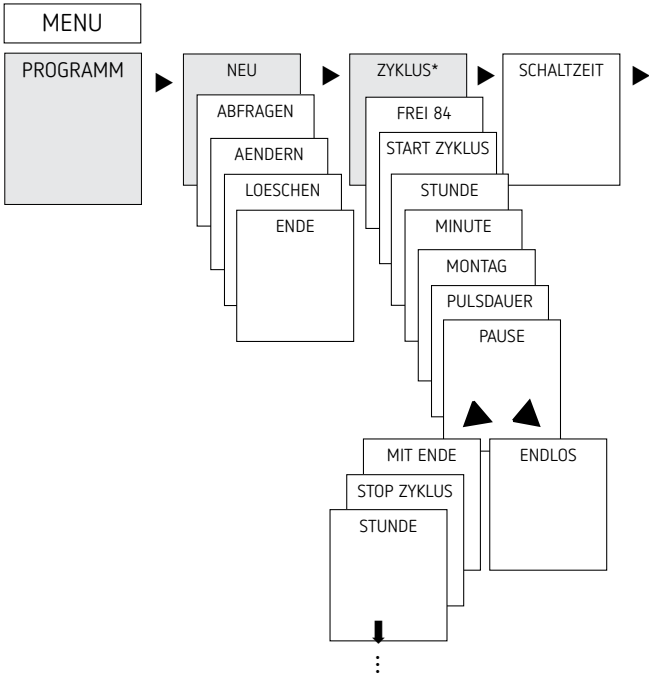 MENU
PROGRAMM
NEU
ABFRAGEN
AENDERN
LOESCHEN
ENDE
ZYKLUS*
FREI 84
START ZYKLUS
STUNDE
MINUTE
MONTAG
PULSDAUER
PAUSE
MIT ENDE
STOP ZYKLUS
STUNDE
ENDLOS
SCHALTZEIT